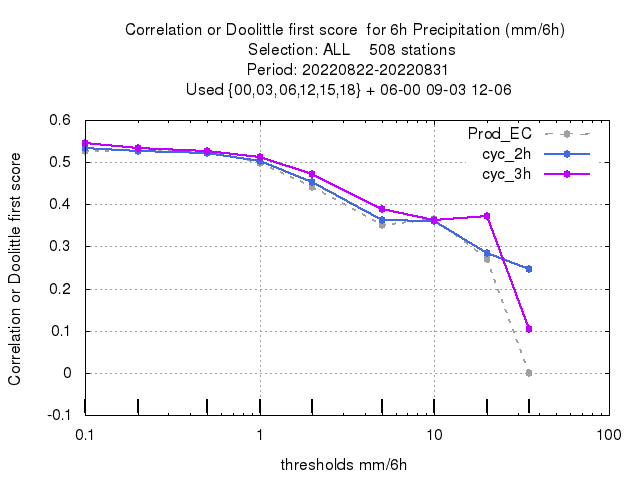 Correlation or Doolittle first score  for 6h Precipitation (mm/6h)
Selection: ALL    508 stations
Period: 20220822-20220831
Used {00,03,06,12,15,18} + 06-00 09-03 12-06
Correlation or Doolittle first score
0.6
0.5
0.4
0.3
0.2
0.1
0
-0.1
Prod_EC
cyc_2h
cyc_3h
0.1 1 10 100
thresholds mm/6h